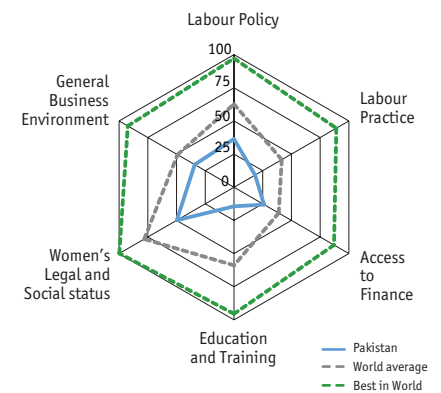 Labour Policy
100
75
50
25
0
General
Business
Environment
Labour
Practice
Women's
Legal and
Social status
Access
to
Finance
Education
and Training
Pakistan
World average
Best in World